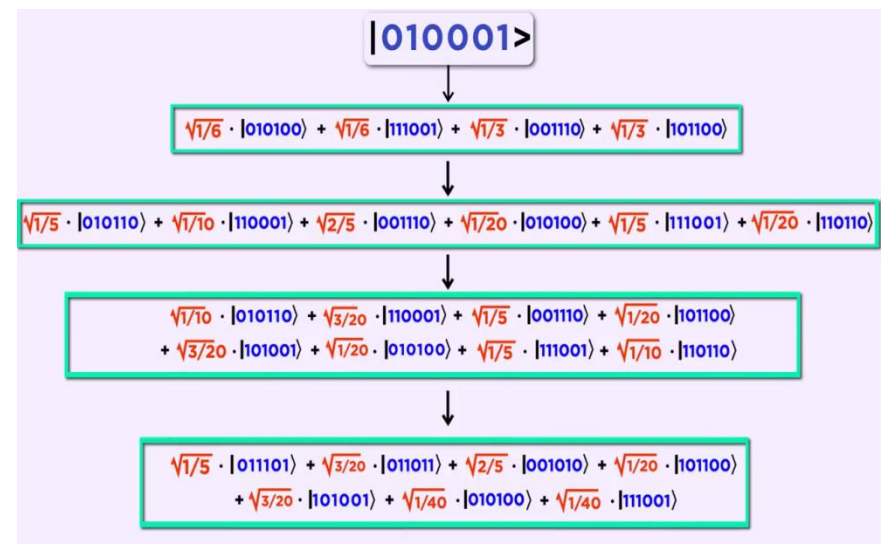 |010001>
√1/6 · |010100⟩ + √1/6 · |111001⟩ + √1/3 · |001110⟩ + √1/3 · |101100⟩
√1/5 · |010110⟩ + √1/10 · |110001⟩ + √2/5 · |001110⟩ + √1/20 · |010100⟩ + √1/5 · |111001⟩ + √1/20 · |110110⟩
√1/10 · |010110⟩ + √3/20 · |110001⟩ + √1/5 · |001110⟩ + √1/20 · |101100⟩
+ √3/20 · |101001⟩ + √1/20 · |010100⟩ + √1/5 · |111001⟩ + √1/10 · |110110⟩
√1/5 · |011101⟩ + √3/20 · |011011⟩ + √2/5 · |001010⟩ + √1/20 · |101100⟩
+ √3/20 · |101001⟩ + √1/40 · |010100⟩ + √1/40 · |111001⟩